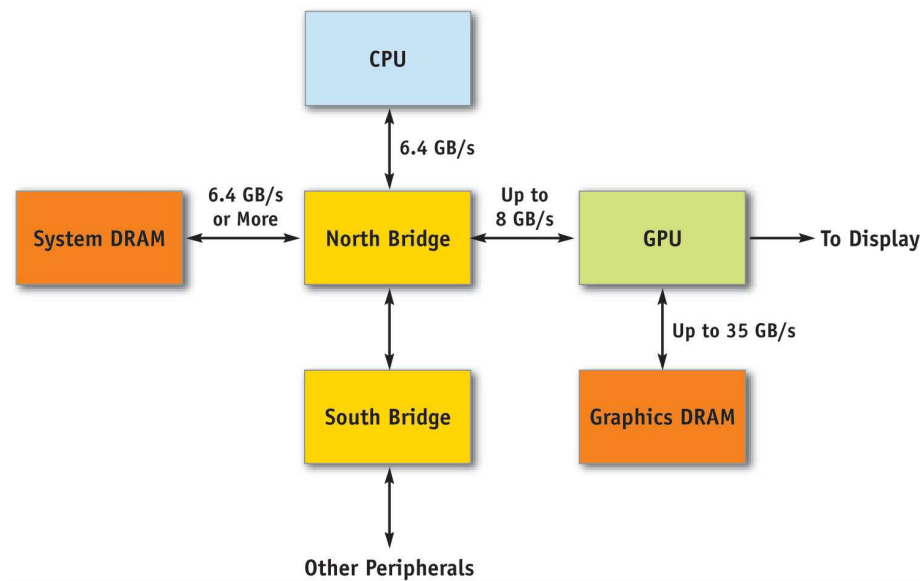 CPU
6.4 GB/s
6.4 GB/s
or More
Up to
8 GB/s
System DRAM
North Bridge
GPU
To Display
Up to 35 GB/s
South Bridge
Graphics DRAM
Other Peripherals